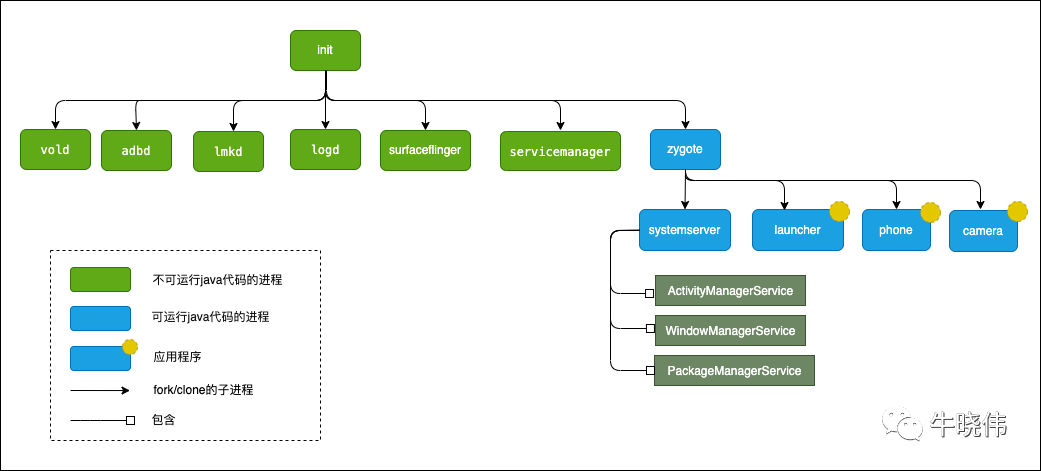 init
vold
adbd
lmkd
logd
surfaceflinger
servicemanager
zygote
systemserver
launcher
phone
camera
ActivityManagerService
WindowManagerService
PackageManagerService
不可运行java代码的进程
可运行java代码的进程
应用程序
fork/clone的子进程
包含
牛晓伟